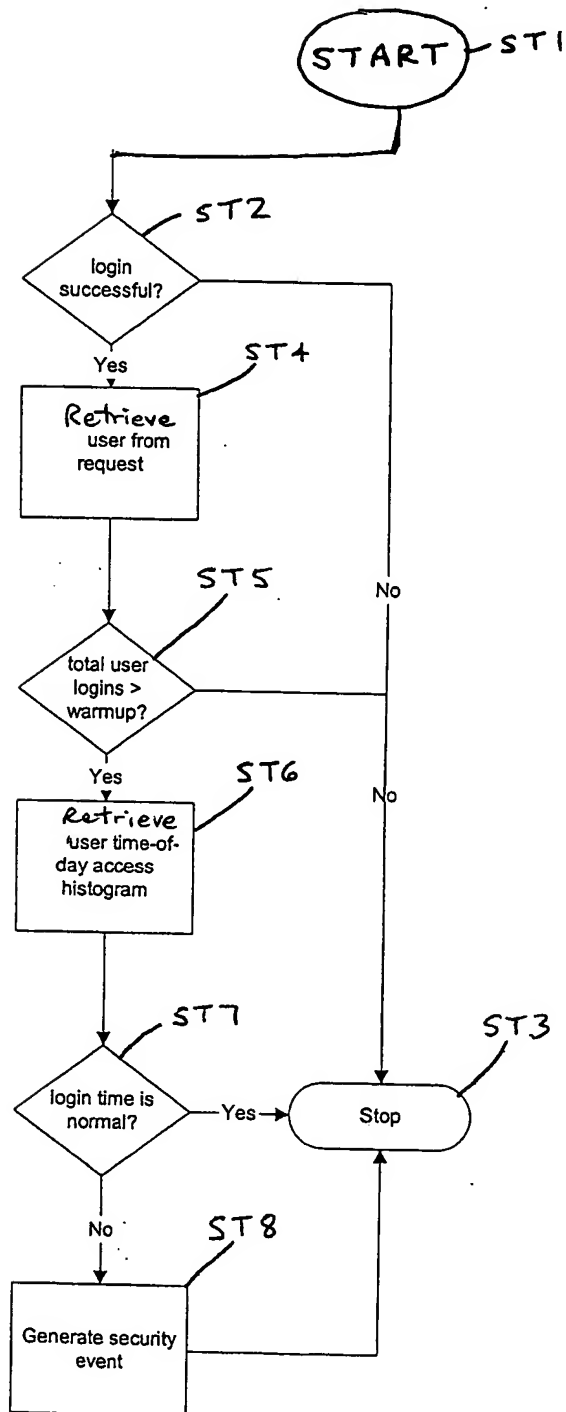 START
ST1
ST2
login
successful?
Yes
ST4
Retrieve
user from
request
No
ST5
total user
logins >
warmup?
Yes
No
ST6
Retrieve
user time-of-
day access
histogram
ST7
login time is
normal?
Yes
ST3
Stop
No
ST8
Generate security
event